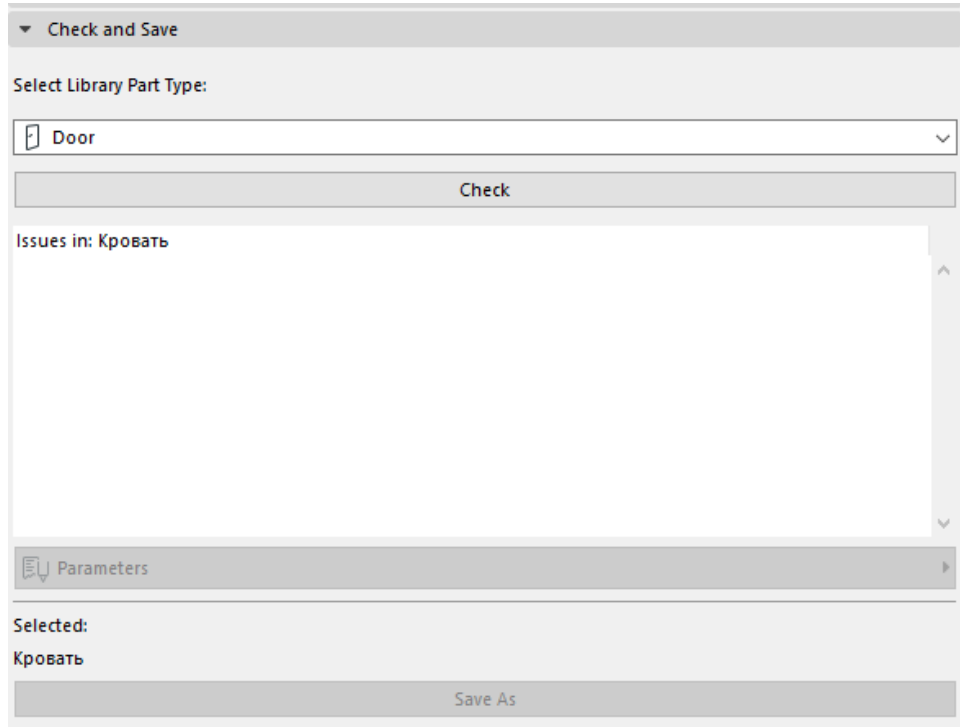 Check and Save
Select Library Part Type:
Door
Check
Issues in: Кровать
Parameters
Selected:
Кровать
Save As